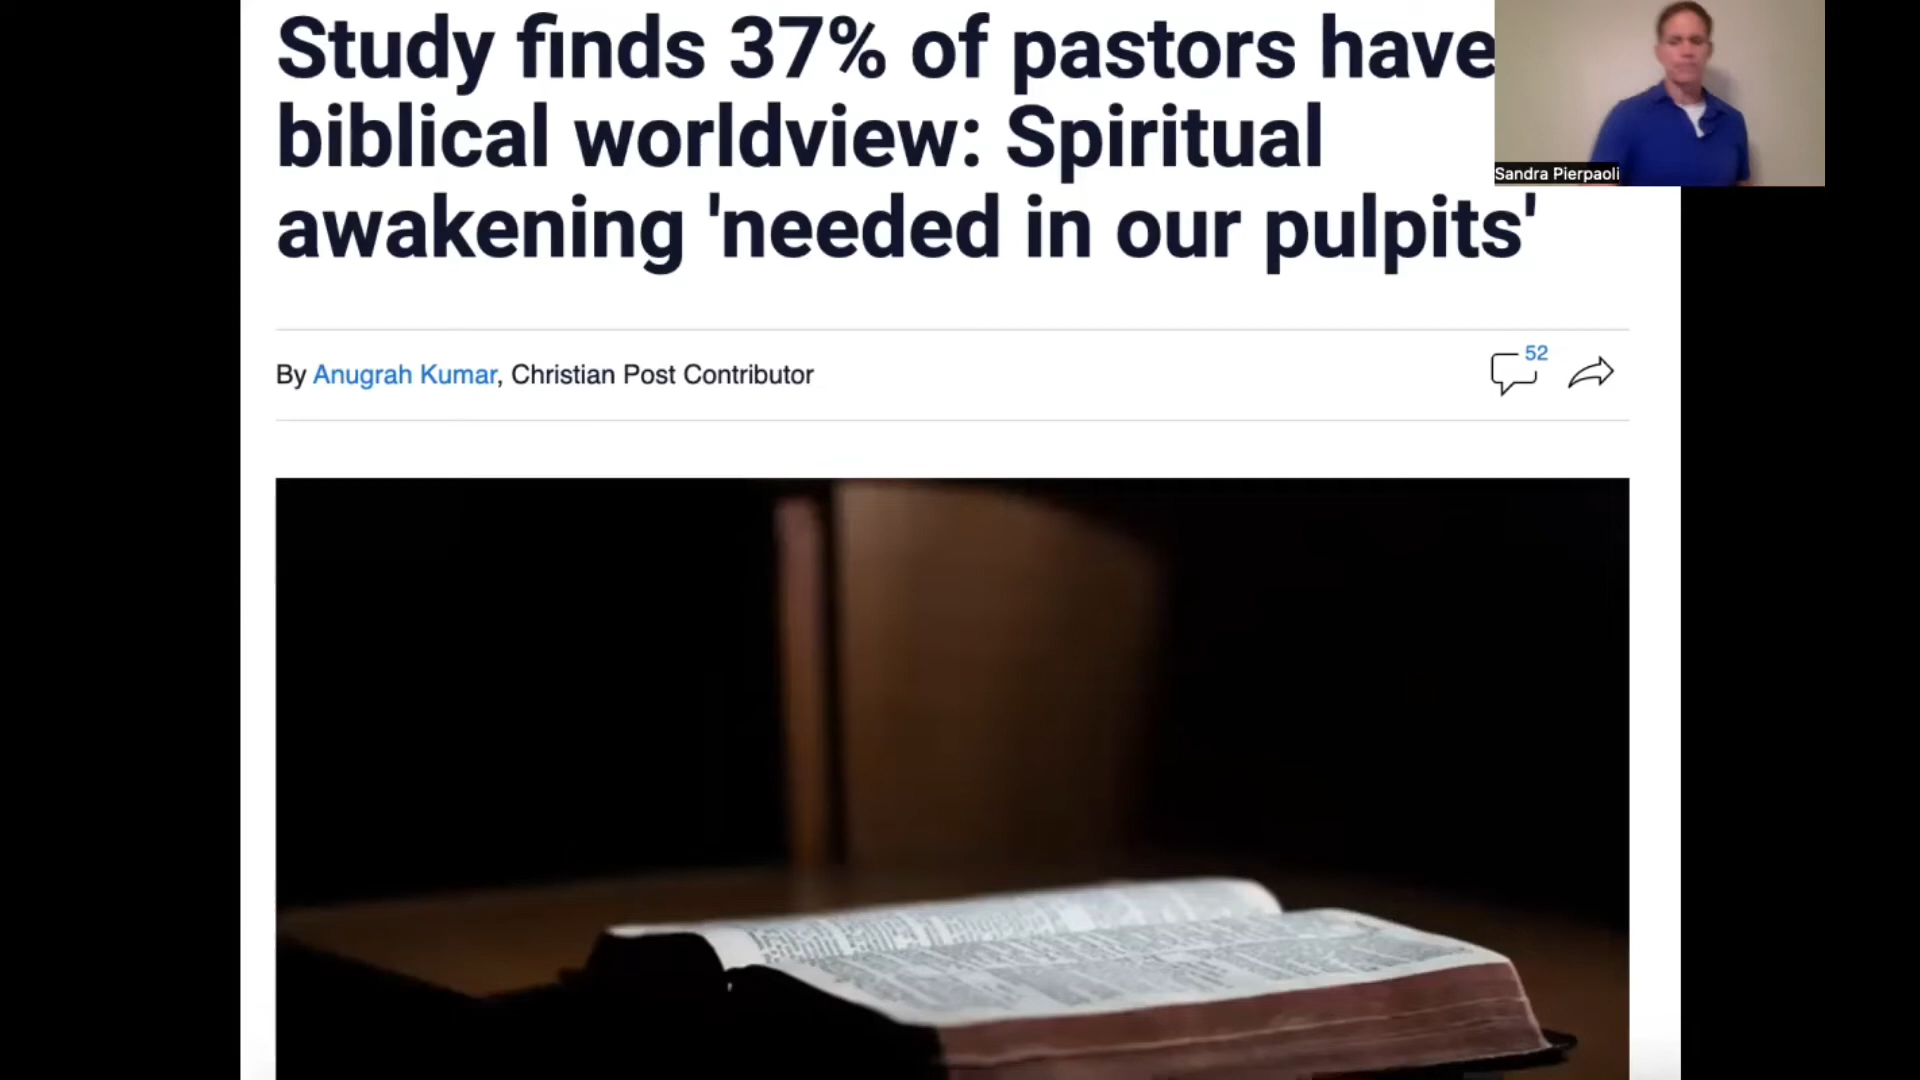 Study finds 37% of pastors have
biblical worldview: Spiritual
awakening 'needed in our pulpits'
Sandra Pierpaoli
By Anugrah Kumar, Christian Post Contributor
52